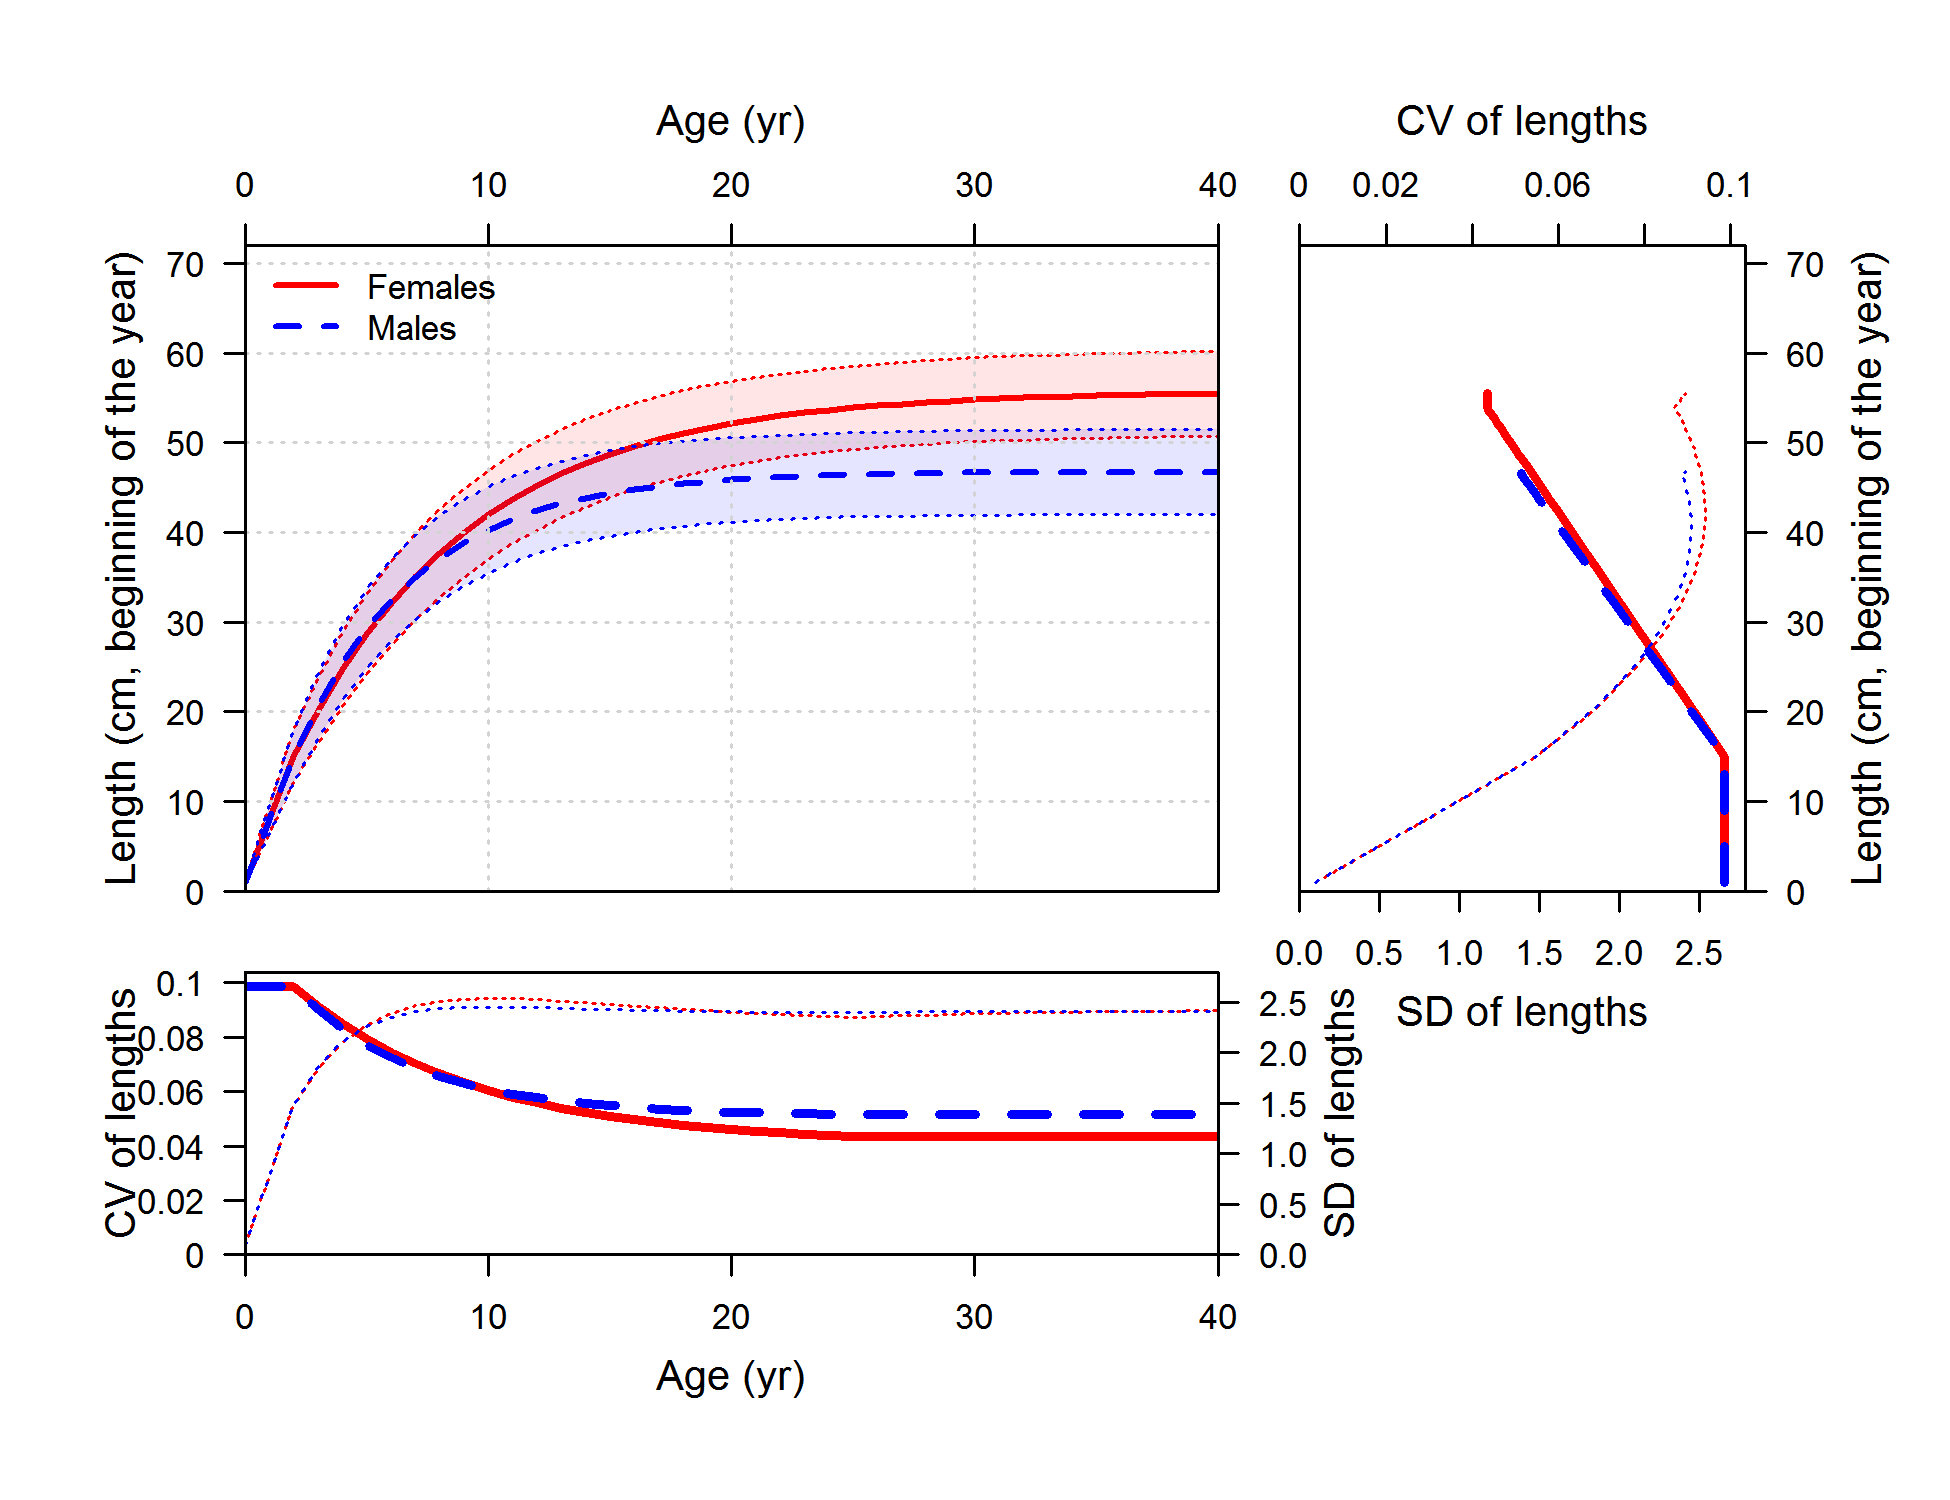 Age (yr)
CV of lengths
0 10 20 30 40
0 0.02 0.06 0.1
Length (cm, beginning of the year)
70
60
50
40
30
20
10
0
Females
Males
70
60
50
40
30
20
10
0
Length (cm, beginning of the year)
0.0 0.5 1.0 1.5 2.0 2.5
SD of lengths
CV of lengths
0.1
0.08
0.06
0.04
0.02
0
2.5
2.0
1.5
1.0
0.5
0.0
SD of lengths
0 10 20 30 40
Age (yr)